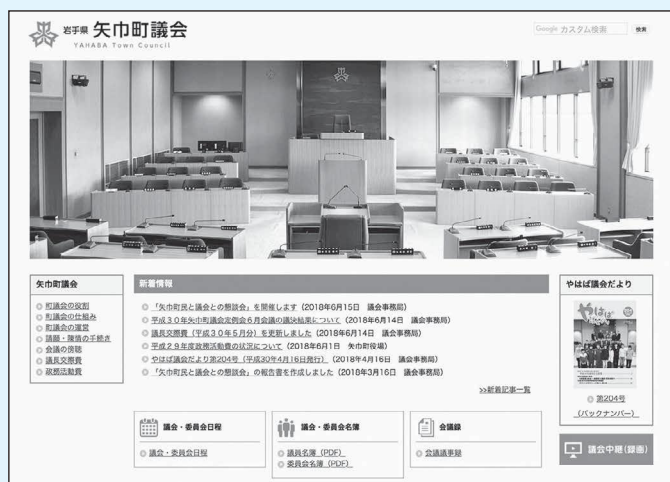 岩手県 矢巾町議会
YAHABA Town Council
Google カスタム検索
検索
矢巾町議会
町議会の役割
町議会の仕組み
町議会の運営
請願・陳情の手続き
会議の傍聴
議長交際費
政務活動費
新着情報
「矢巾町民と議会との懇談会」を開催します（2018年6月15日　議会事務局）
平成３０年矢巾町議会定例会６月会議の議決結果について（2018年6月14日　議会事務局）
議長交際費（平成３０年５月分）を更新しました（2018年6月14日　議会事務局）
平成２９年度政務活動費の状況について（2018年6月1日　矢巾町役場）
やはば議会だより第204号（平成30年4月16日発行）（2018年4月16日　議会事務局）
「矢巾町民と議会との懇談会」の報告書を作成しました（2018年3月16日　議会事務局）
>>新着記事一覧
やはば議会だより
やはば
第204号
（バックナンバー）
議会・委員会日程
議会・委員会日程
議会・委員会名簿
議員名簿（PDF）
委員会名簿（PDF）
会議録
会議議事録
議会中継(録画)